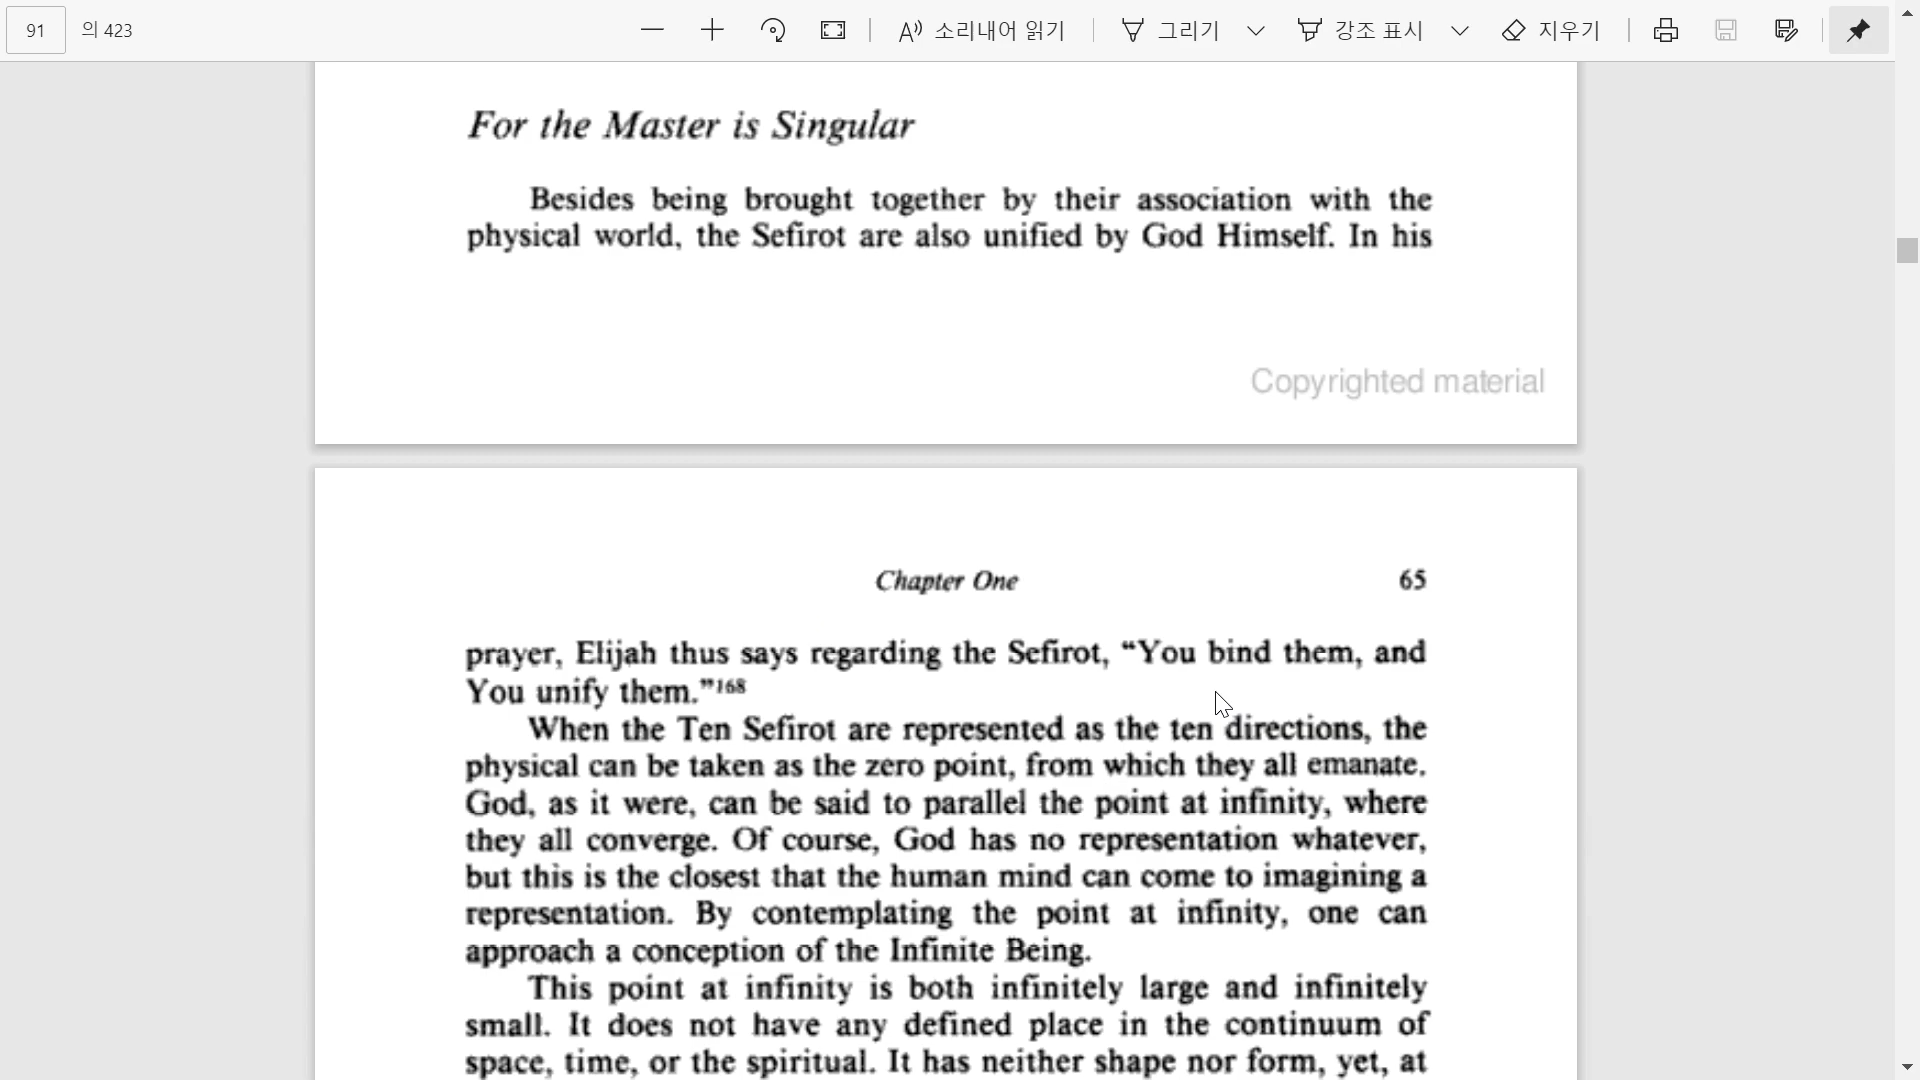 91 의 423 소리내어 읽기 그리기 강조 표시 지우기
For the Master is Singular
Besides being brought together by their association with the
physical world, the Sefirot are also unified by God Himself. In his
Copyrighted material
Chapter One 65
prayer, Elijah thus says regarding the Sefirot, “You bind them, and
You unify them.”168
When the Ten Sefirot are represented as the ten directions, the
physical can be taken as the zero point, from which they all emanate.
God, as it were, can be said to parallel the point at infinity, where
they all converge. Of course, God has no representation whatever,
but this is the closest that the human mind can come to imagining a
representation. By contemplating the point at infinity, one can
approach a conception of the Infinite Being.
This point at infinity is both infinitely large and infinitely
small. It does not have any defined place in the continuum of
space, time, or the spiritual. It has neither shape nor form, yet, at